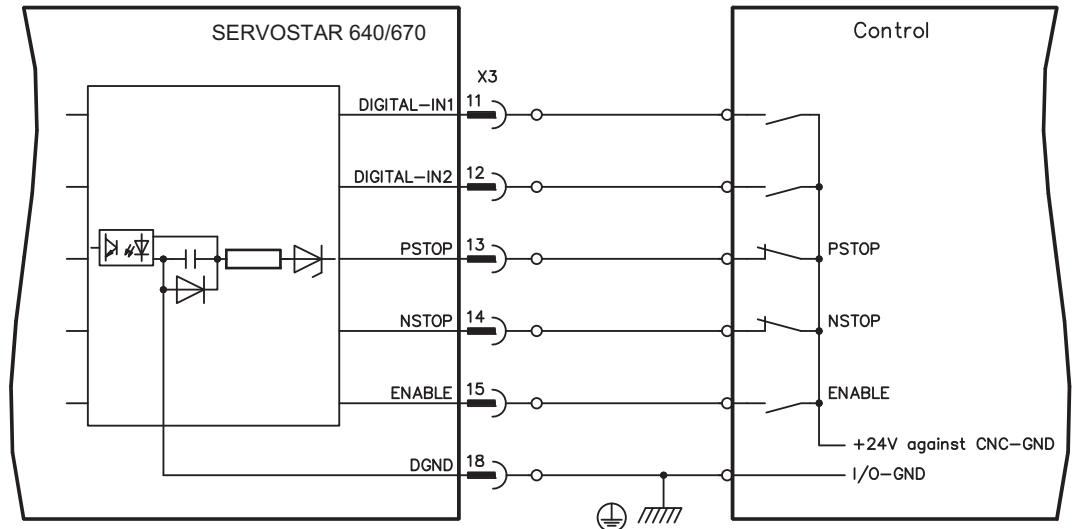 SERVOSTAR 640/670
Control
X3
DIGITAL-IN1 11
DIGITAL-IN2 12
PSTOP 13 PSTOP
NSTOP 14 NSTOP
ENABLE 15 ENABLE
+24V against CNC-GND
DGND 18 I/O-GND